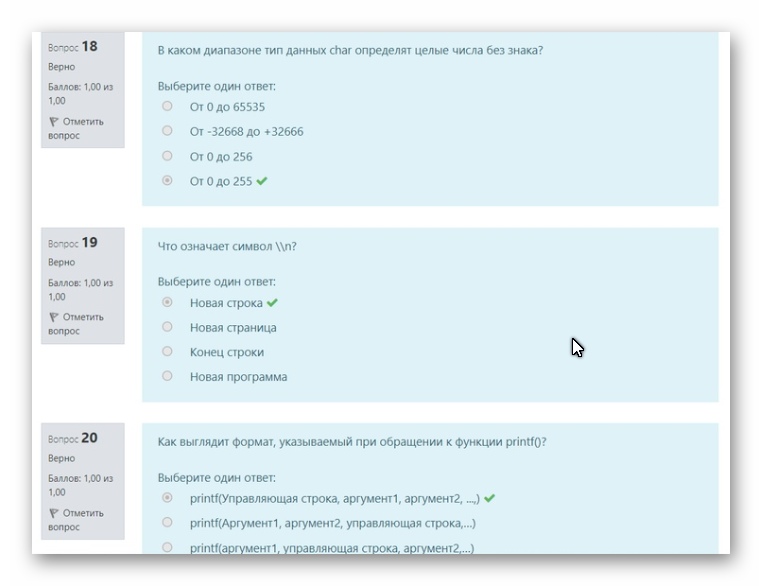 Вопрос 18
Верно
Баллов: 1,00 из
1,00
Отметить
вопрос
В каком диапазоне тип данных char определят целые числа без знака?
Выберите один ответ:
От 0 до 65535
От -32668 до +32666
От 0 до 256
От 0 до 255
Вопрос 19
Верно
Баллов: 1,00 из
1,00
Отметить
вопрос
Что означает символ \\n?
Выберите один ответ:
Новая строка
Новая страница
Конец строки
Новая программа
Вопрос 20
Верно
Баллов: 1,00 из
1,00
Отметить
вопрос
Как выглядит формат, указываемый при обращении к функции printf()?
Выберите один ответ:
printf(Управляющая строка, аргумент1, аргумент2, ...,)
printf(Аргумент1, аргумент2, управляющая строка,...)
printf(аргумент1, управляющая строка, аргумент2,...)